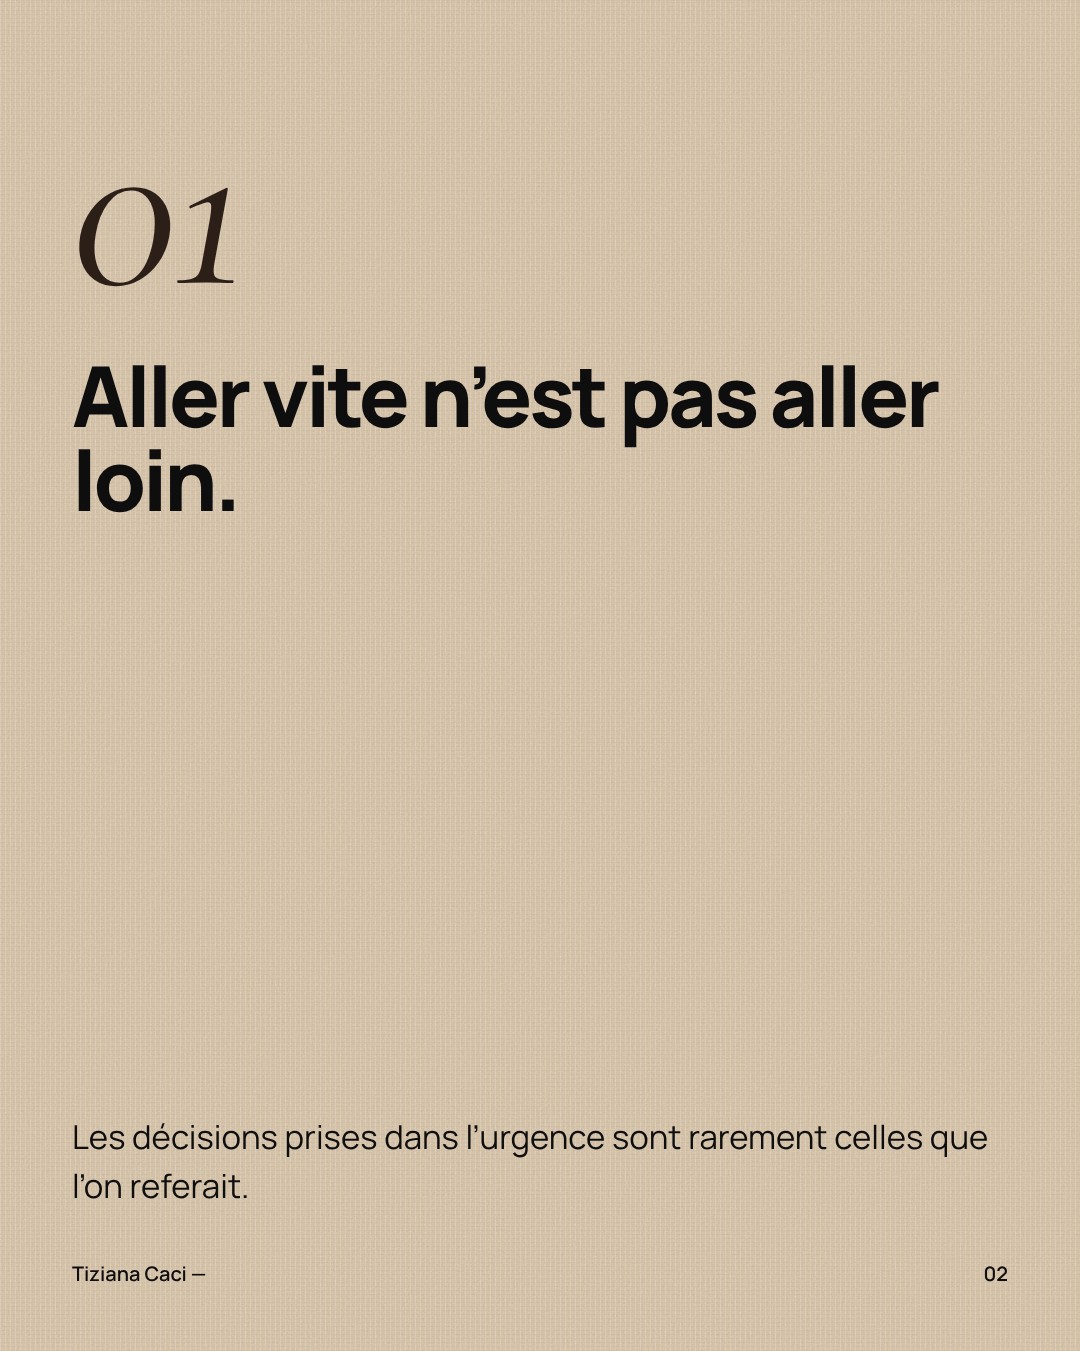 01
Aller vite n’est pas aller
loin.
Les décisions prises dans l’urgence sont rarement celles que
l’on referait.
Tiziana Caci —
02